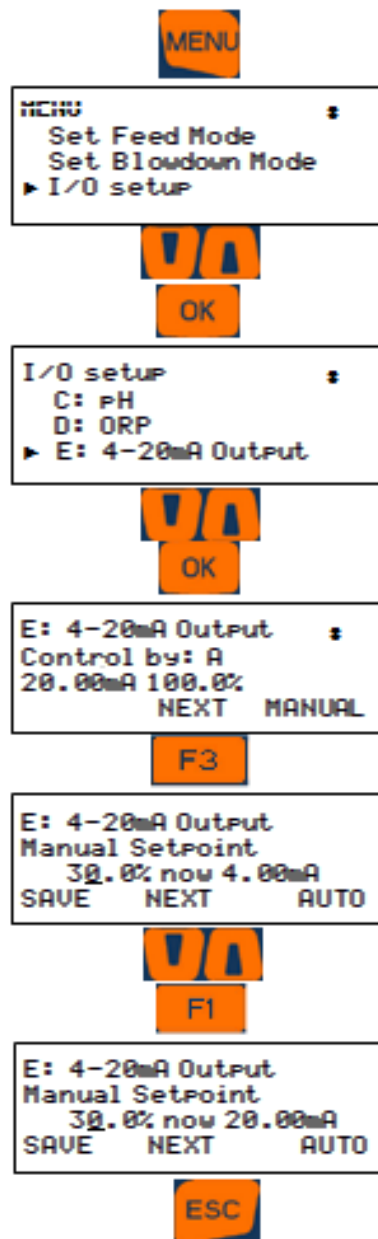 MENU
MENU
Set Feed Mode
Set Blowdown Mode
I/O setup
OK
I/O setup
C: pH
D: ORP
E: 4-20mA Output
OK
E: 4-20mA Output
Control by: A
20.00mA 100.0%
NEXT MANUAL
F3
E: 4-20mA Output
Manual Setpoint
30.0% now 4.00mA
SAVE NEXT AUTO
F1
E: 4-20mA Output
Manual Setpoint
30.0% now 20.00mA
SAVE NEXT AUTO
ESC